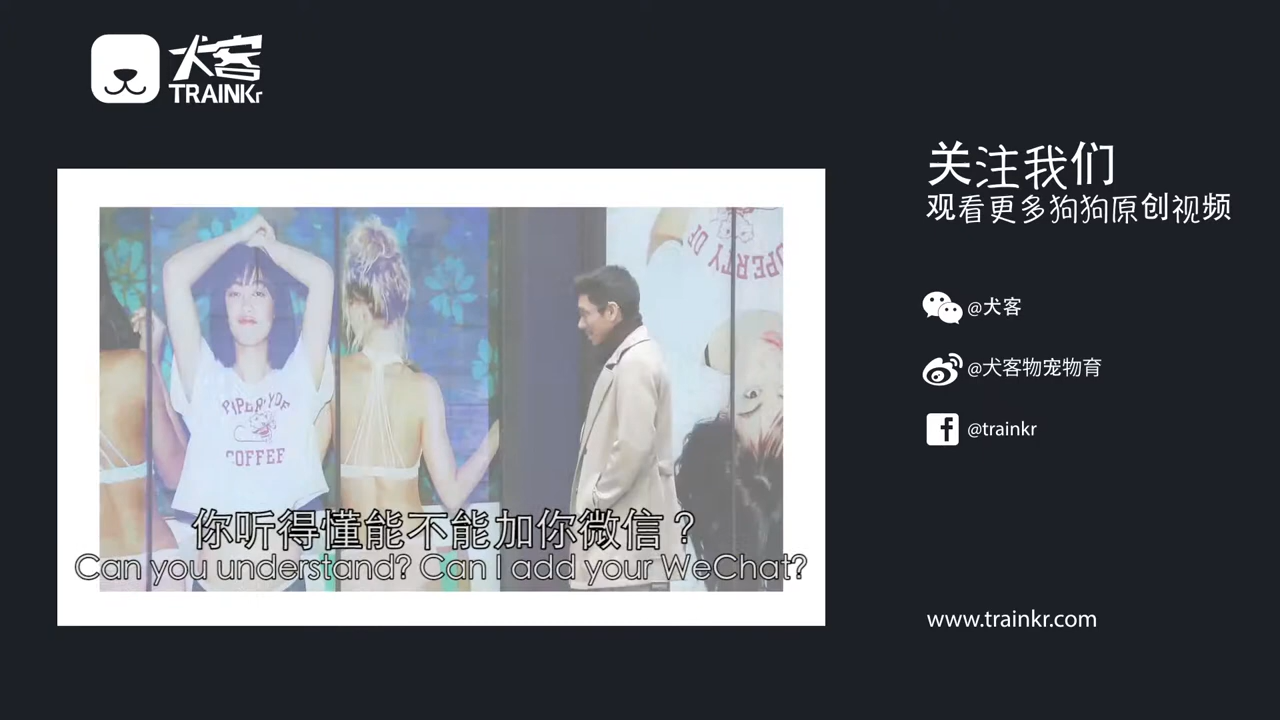 犬客
TRAINKr
关注我们
观看更多狗狗原创视频
@犬客
@犬客物宠物育
@trainkr
www.trainkr.com
PROPERTY OF
COFFEE
你听得懂能不能加你微信？
Can you understand? Can I add your WeChat?